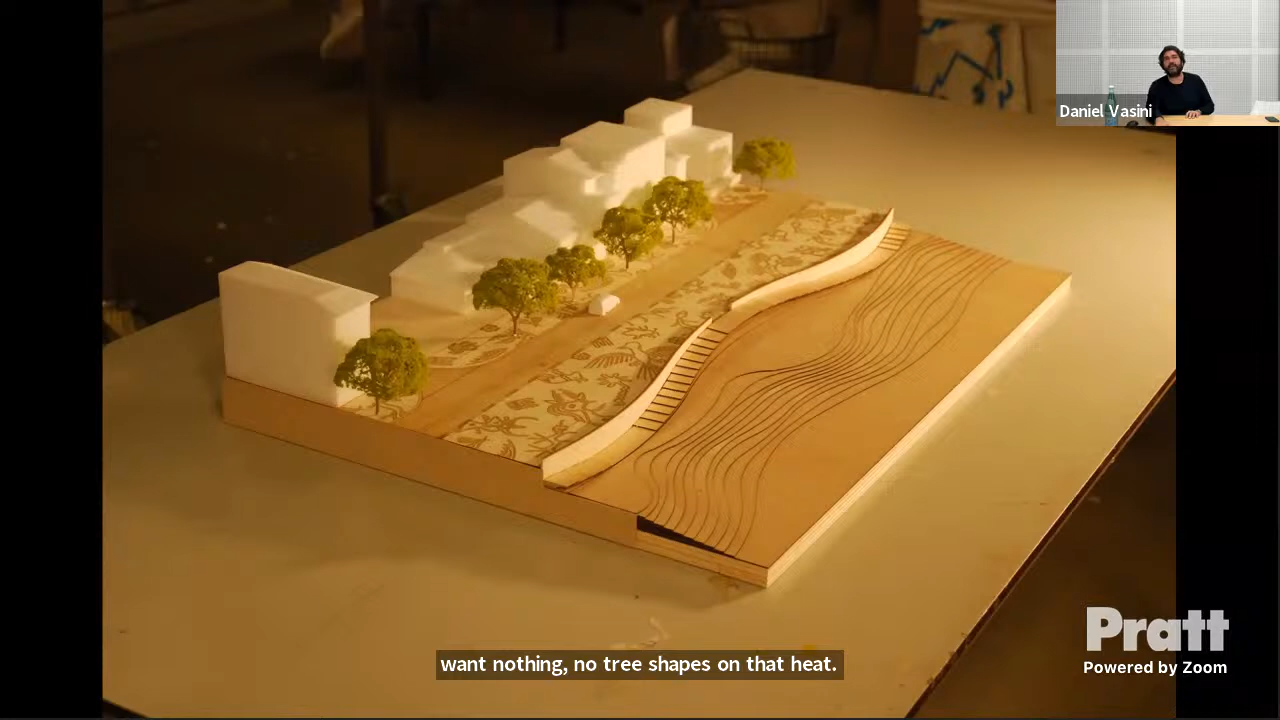 Daniel Vasini
want nothing, no tree shapes on that heat.
Pratt
Powered by Zoom